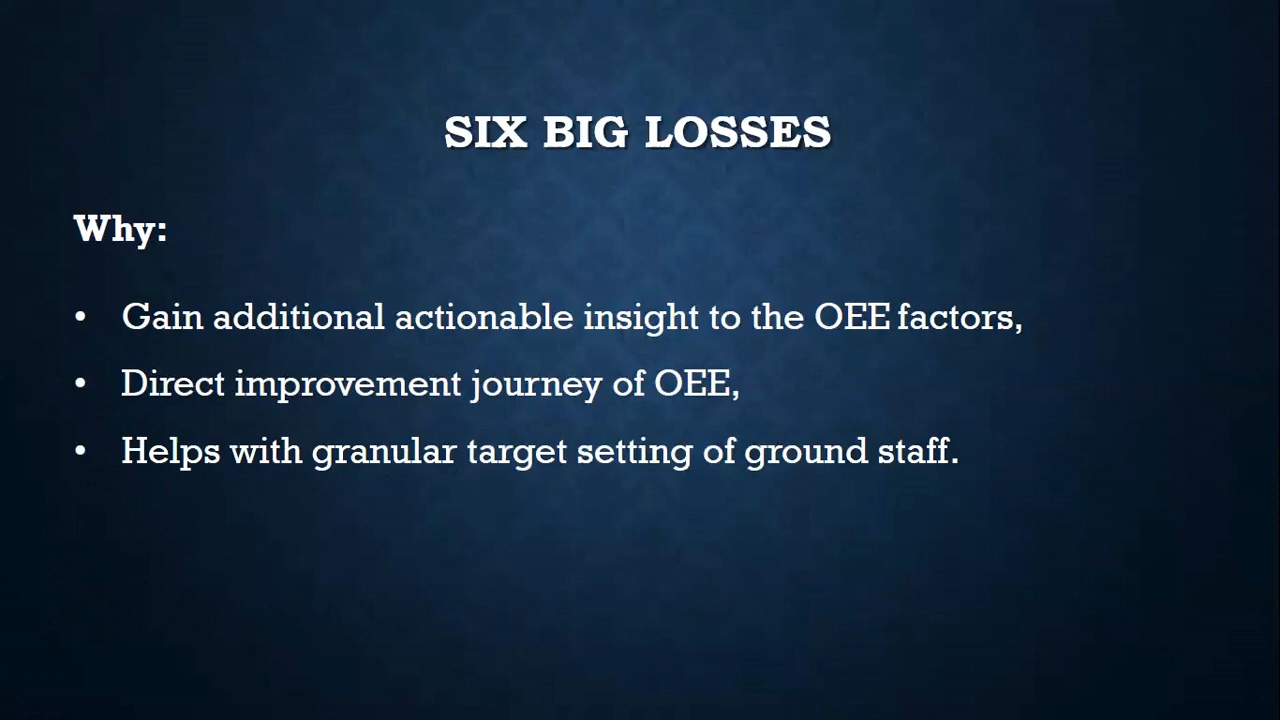 SIX BIG LOSSES
Why:
• Gain additional actionable insight to the OEE factors,
• Direct improvement journey of OEE,
• Helps with granular target setting of ground staff.